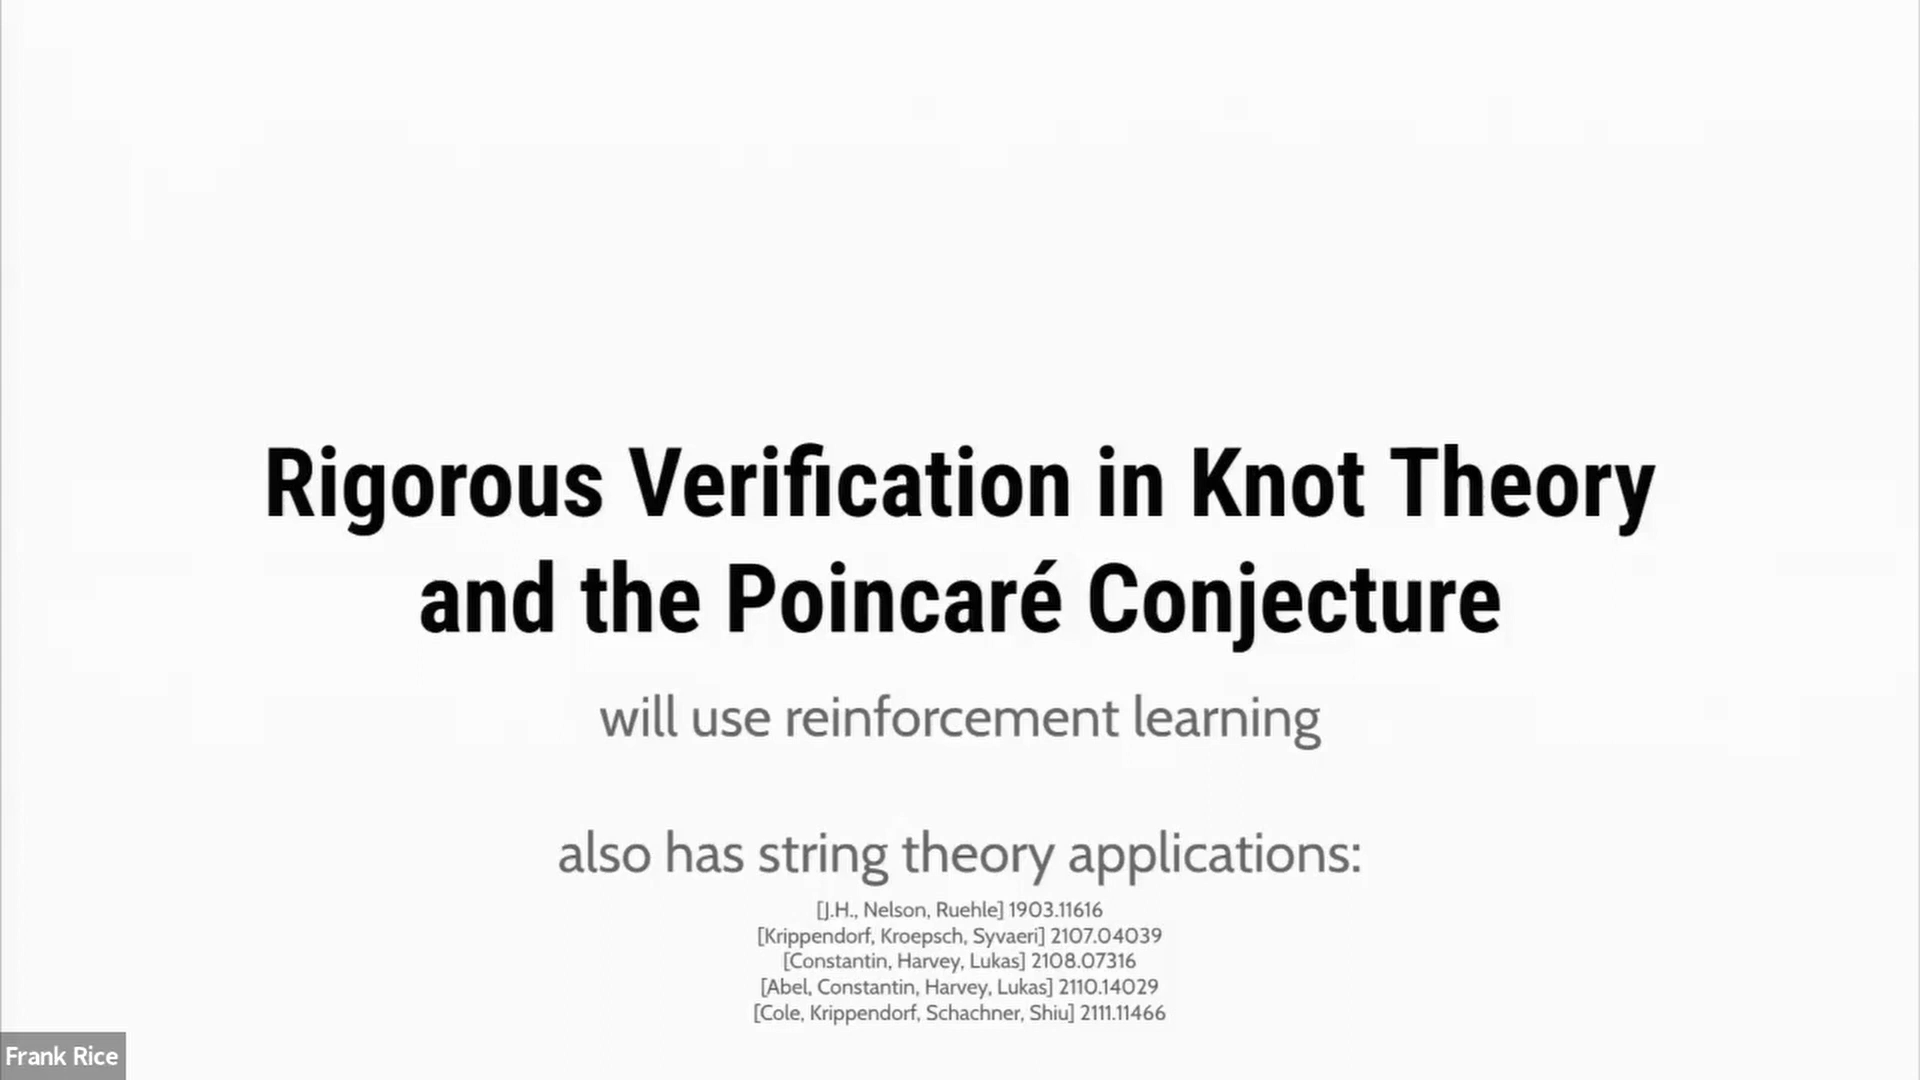 Rigorous Verification in Knot Theory
and the Poincaré Conjecture
will use reinforcement learning
also has string theory applications:
[J.H., Nelson, Ruehle] 1903.11616
[Krippendorf, Kroepsch, Syvaeri] 2107.04039
[Constantin, Harvey, Lukas] 2108.07316
[Abel, Constantin, Harvey, Lukas] 2110.14029
[Cole, Krippendorf, Schachner, Shiu] 2111.11466
Frank Rice